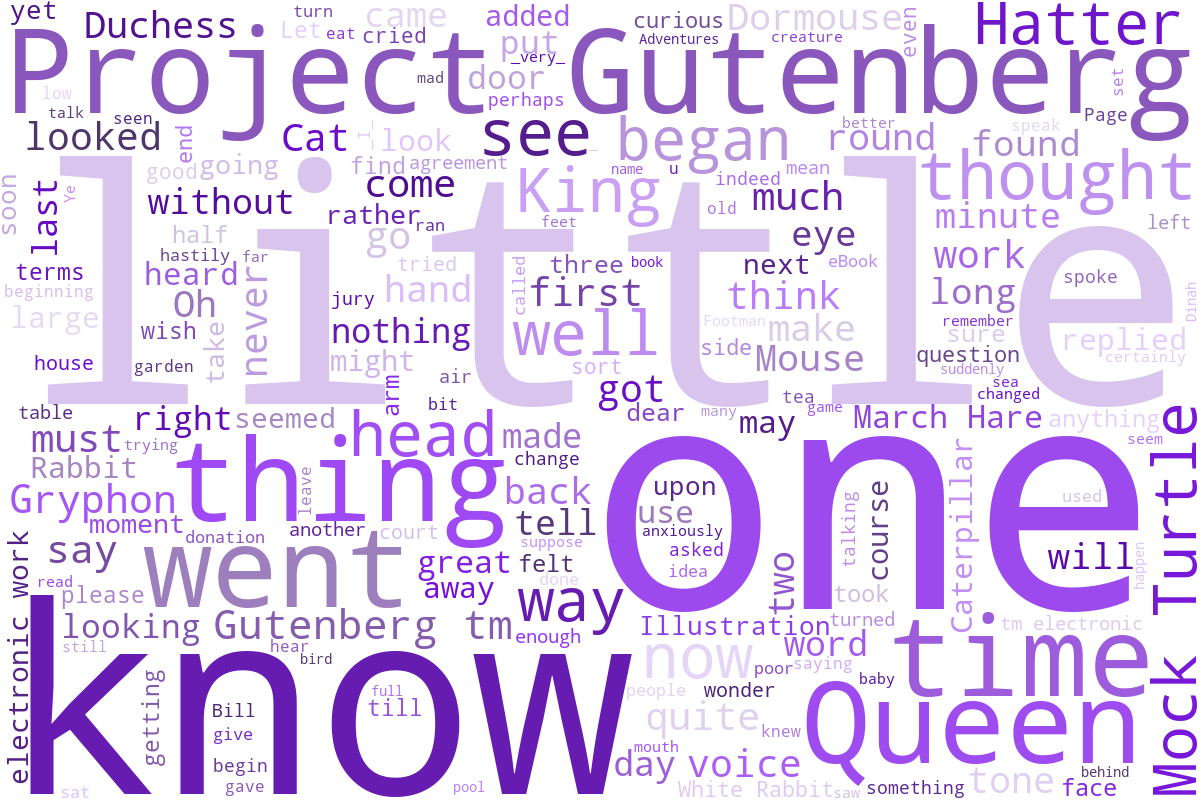 yet
Duchess
turn
Let
eat
came
cried
added
put
_very_
curious
Adventures
Dormouse
creature
even
Hatter
Project Gutenberg
low
talk
seen
mad
door
perhaps
set
Page
looked
end
Cat
I_
look
see
_
began
round
better
speak
found
good
going
find
agreement
come
King
name
u
indeed
mean
thought
soon
last
Ye
without
rather
ran
feet
old
much
minute
left
little
half
hastily
far
go
tried
three
book
eye
next
eBook
work
spoke
terms
beginning
heard
never
Oh
jury
hand
called
first
think
long
Dinah
large
wish
take
nothing
might
well
Footman
make
remember
sure
replied
house
garden
air
sort
side
Mouse
question
certainly
suddenly
sea
changed
table
right
seemed
arm
bit
got
dear
many
tea
game
may
March Hare
anything
seem
must
trying
thing
head
made
change
one
Rabbit
leave
back
upon
use
anxiously
asked
idea
talking
course
Caterpillar
used
Mock Turtle
Gryphon
moment
donation
another
court
tell
suppose
say
went
great
felt
done
away
way
two
took
will
happen
electronic work
read
please
know
looking
still
Gutenberg tm
hear
bird
enough
Illustration
turned
word
tm electronic
time
now
poor
saying
people
wonder
baby
Queen
getting
Bill
give
full
till
quite
knew
mouth
day
voice
begin
gave
sat
pool
White Rabbit
saw
something
tone
behind
face